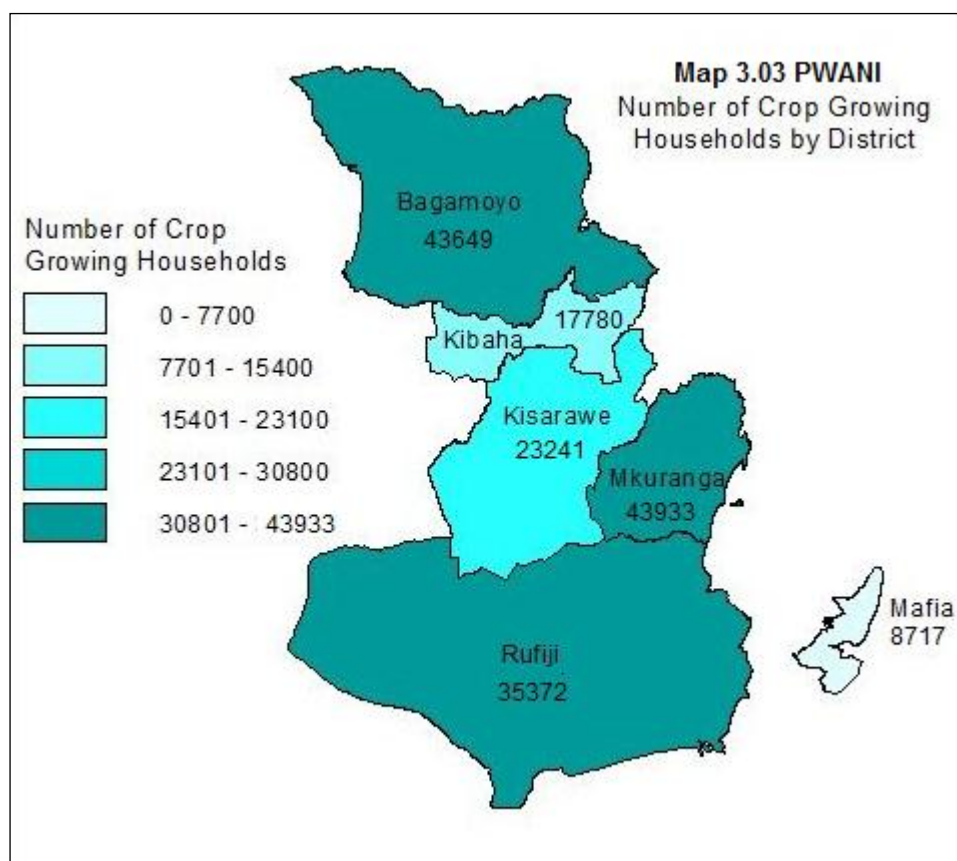 Map 3.03 PWANI
Number of Crop Growing
Households by District
Number of Crop
Growing Households
0 - 7700
7701 - 15400
15401 - 23100
23101 - 30800
30801 - 43933
Bagamoyo
43649
Kibaha
17780
Kisarawe
23241
Mkuranga
43933
Mafia
8717
Rufiji
35372